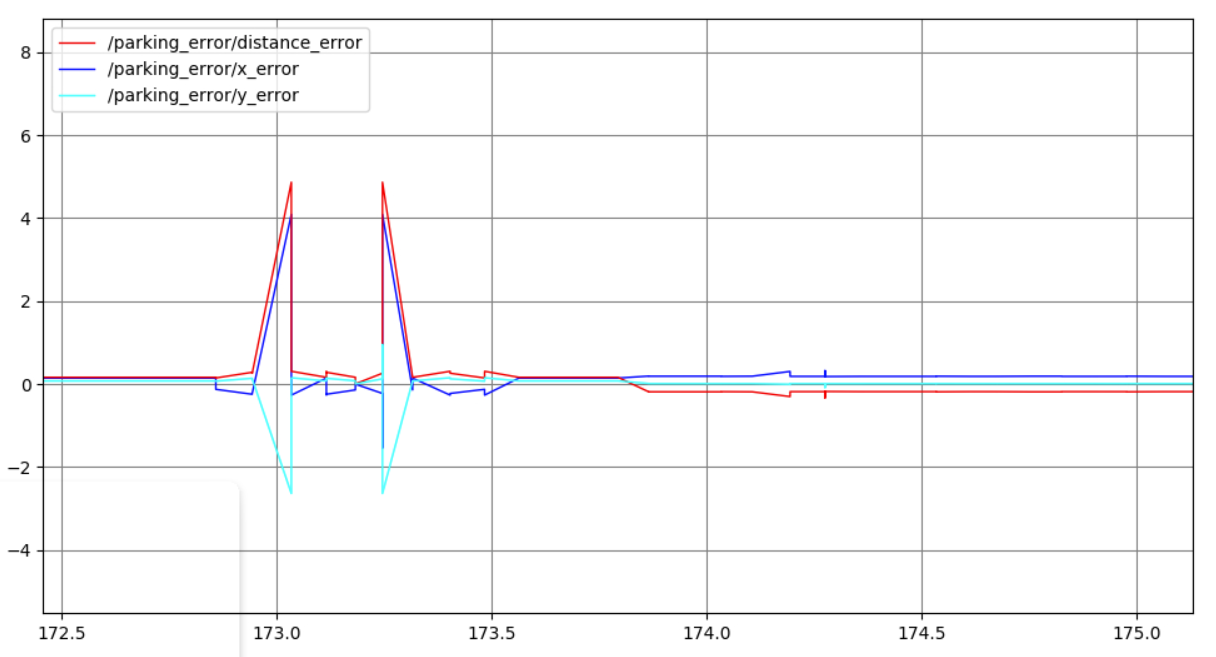 /parking_error/distance_error
/parking_error/x_error
/parking_error/y_error
8
6
4
2
0
−2
−4
172.5 173.0 173.5 174.0 174.5 175.0